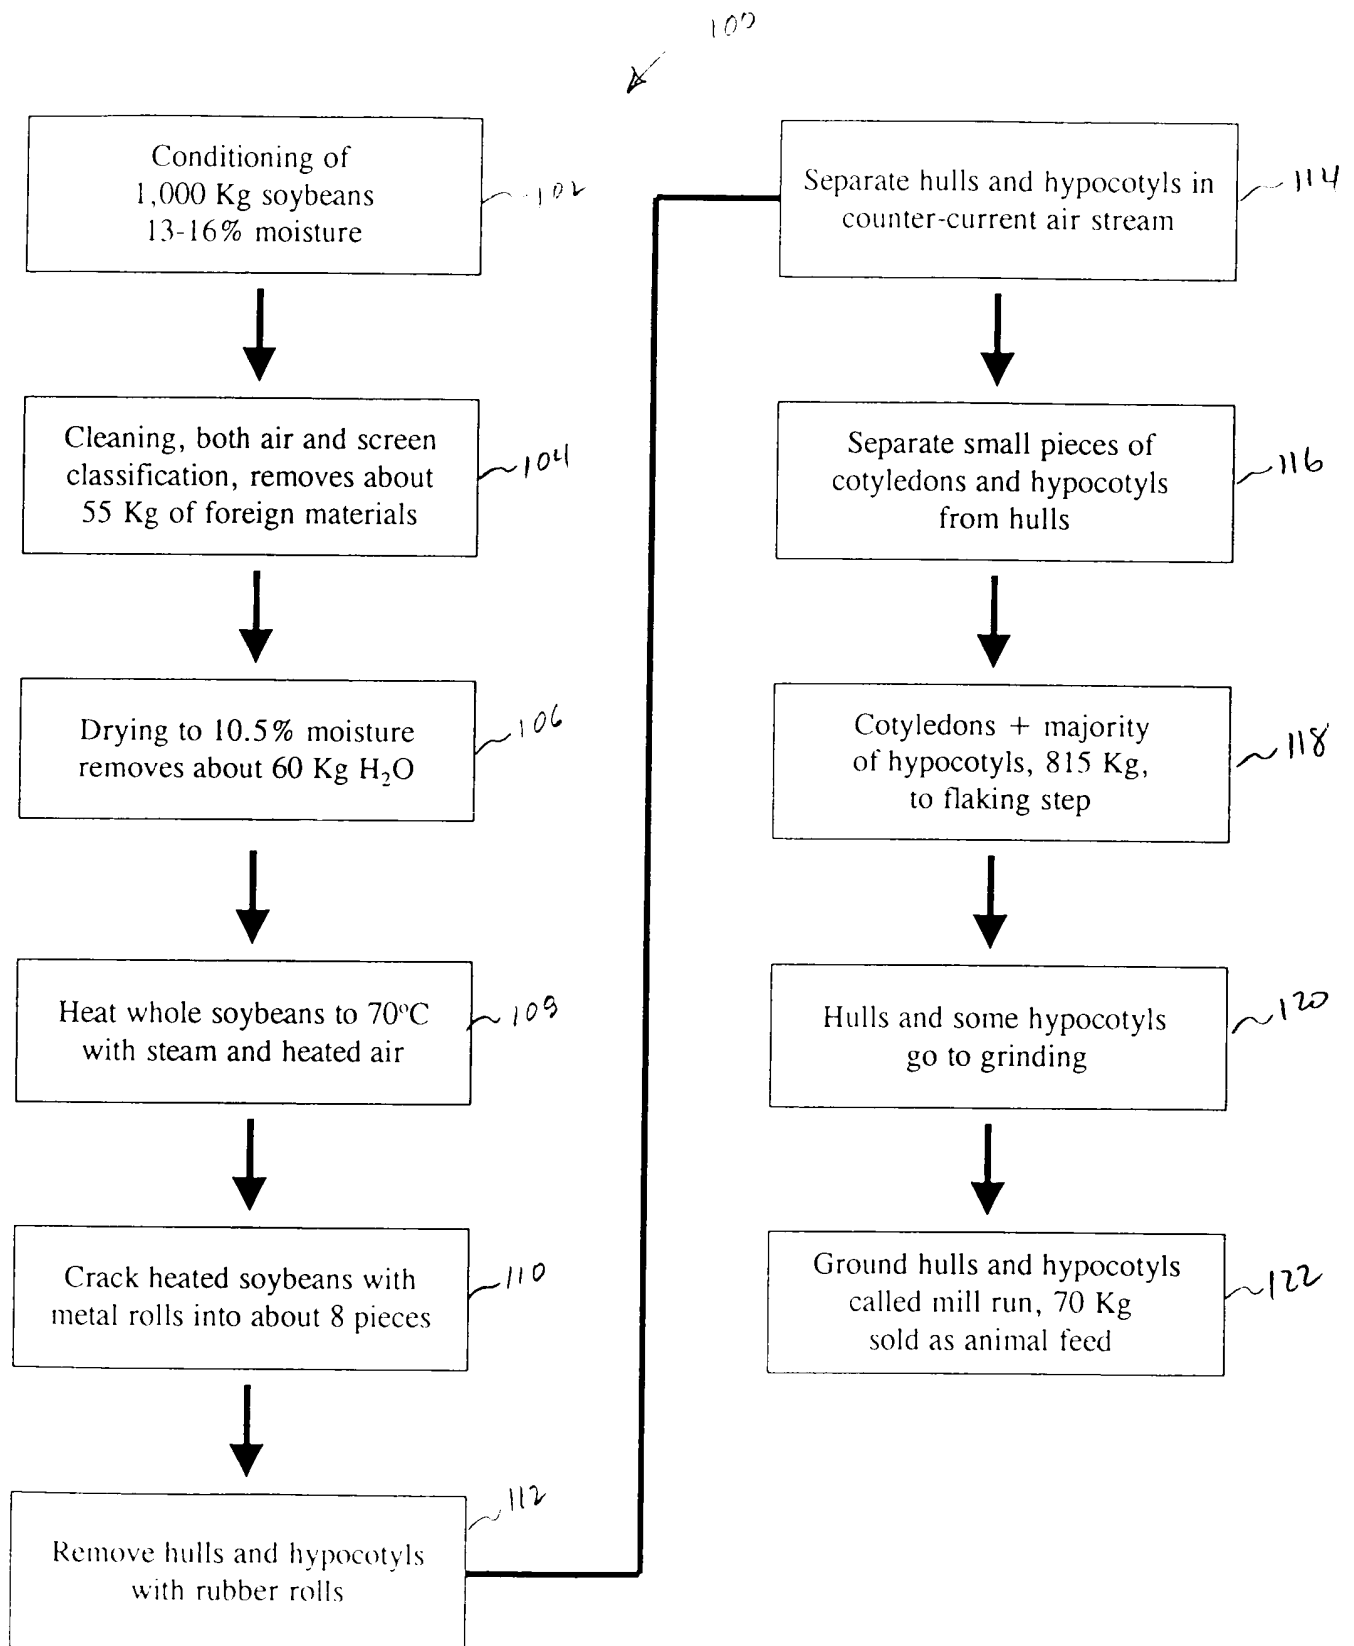 100
Conditioning of
1,000 Kg soybeans
13-16% moisture
102
Cleaning, both air and screen
classification, removes about
55 Kg of foreign materials
104
Drying to 10.5% moisture
removes about 60 Kg H₂O
106
Heat whole soybeans to 70°C
with steam and heated air
108
Crack heated soybeans with
metal rolls into about 8 pieces
110
Remove hulls and hypocotyls
with rubber rolls
112
Separate hulls and hypocotyls in
counter-current air stream
114
Separate small pieces of
cotyledons and hypocotyls
from hulls
116
Cotyledons + majority
of hypocotyls, 815 Kg,
to flaking step
118
Hulls and some hypocotyls
go to grinding
120
Ground hulls and hypocotyls
called mill run, 70 Kg
sold as animal feed
122